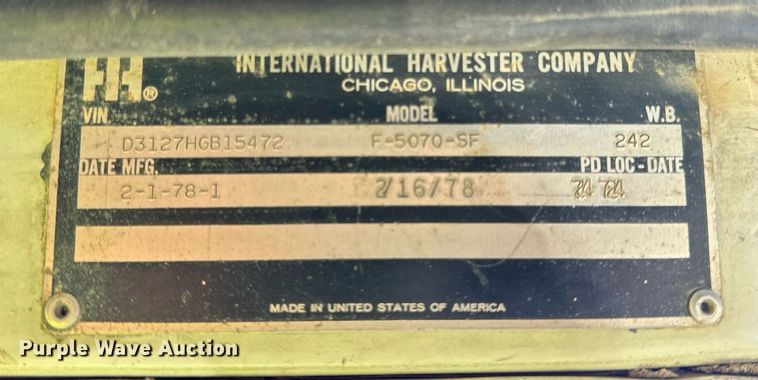 IH® INTERNATIONAL HARVESTER COMPANY
CHICAGO, ILLINOIS
VIN MODEL W.B.
D3127HGB15472 F-5070-SF 242
DATE MFG. PD LOC-DATE
2-1-78-1 2/16/78
MADE IN UNITED STATES OF AMERICA
Purple Wave Auction